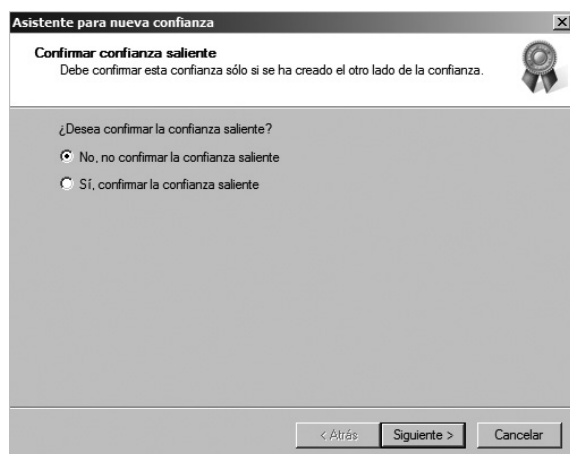 Asistente para nueva confianza
Confirmar confianza saliente
Debe confirmar esta confianza sólo si se ha creado el otro lado de la confianza.
¿Desea confirmar la confianza saliente?
No, no confirmar la confianza saliente
Sí, confirmar la confianza saliente
< Atrás Siguiente > Cancelar